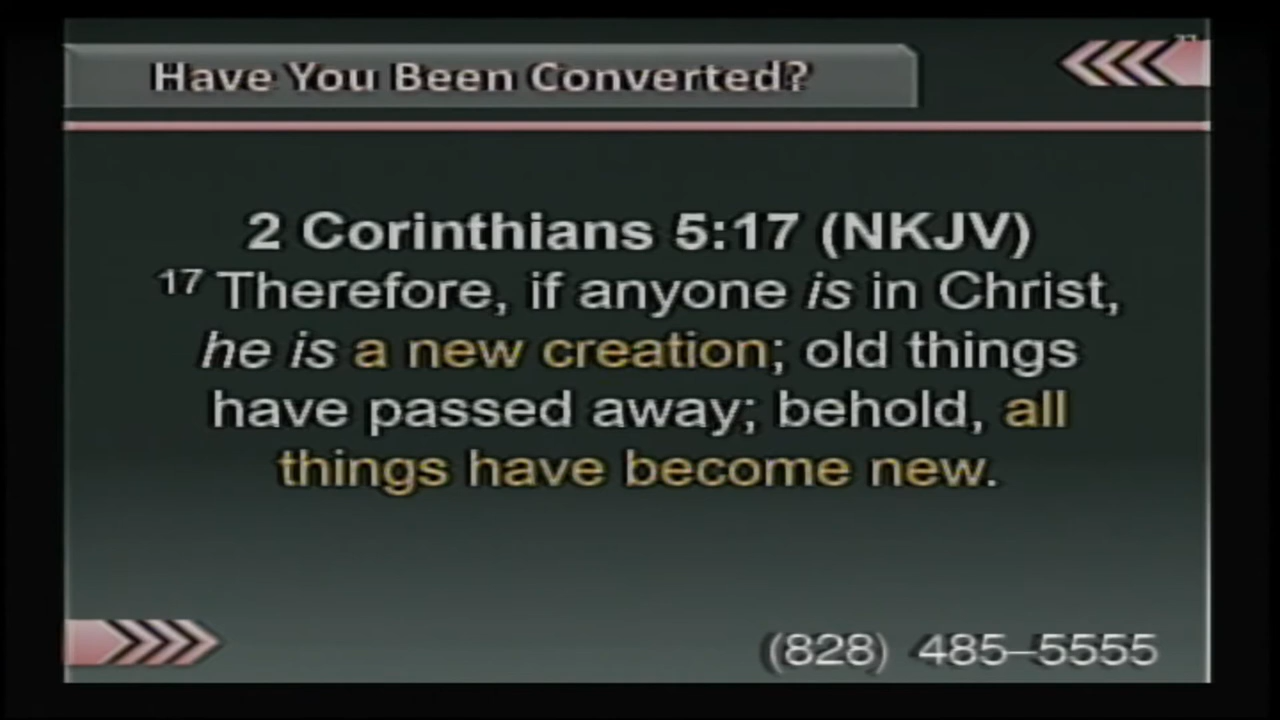 Have You Been Converted?
2 Corinthians 5:17 (NKJV)
17 Therefore, if anyone is in Christ,
he is a new creation; old things
have passed away; behold, all
things have become new.
(828) 485–5555